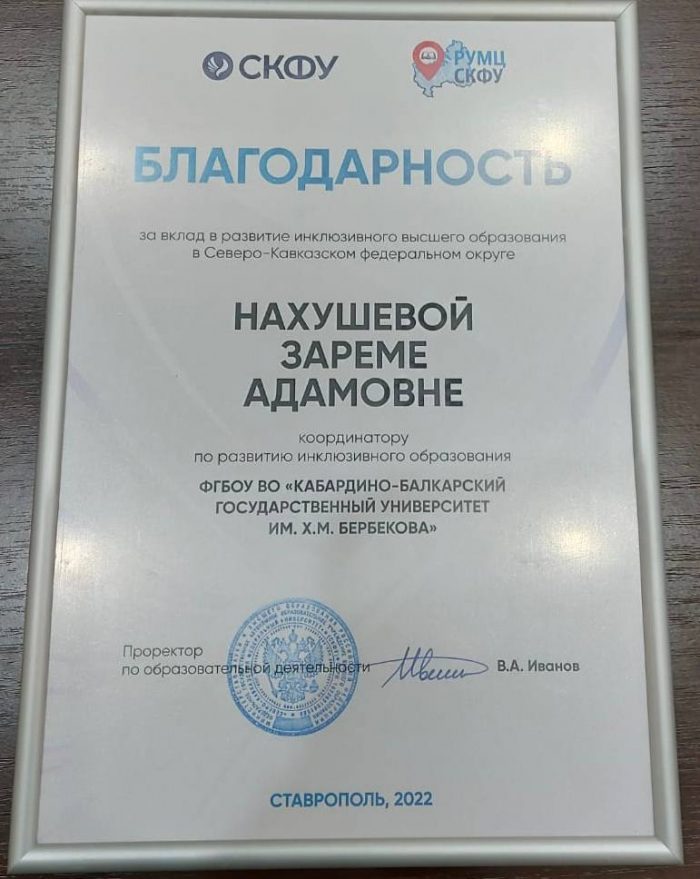 СКФУ
РУМЦ
СКФУ
БЛАГОДАРНОСТЬ
за вклад в развитие инклюзивного высшего образования
в Северо-Кавказском федеральном округе
НАХУШЕВОЙ
ЗАРЕМЕ
АДАМОВНЕ
координатору
по развитию инклюзивного образования
ФГБОУ ВО «КАБАРДИНО-БАЛКАРСКИЙ
ГОСУДАРСТВЕННЫЙ УНИВЕРСИТЕТ
ИМ. Х.М. БЕРБЕКОВА»
Проректор
по образовательной деятельности
В.А. Иванов
СТАВРОПОЛЬ, 2022